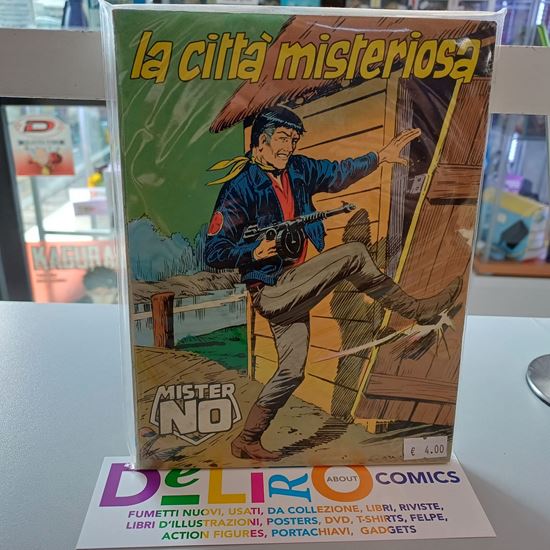 la città misteriosa
D
KAGURA
MISTER
NO
€ 4.00
DeLiRO ABOUT COMICS
FUMETTI NUOVI, USATI, DA COLLEZIONE, LIBRI, RIVISTE,
LIBRI D'ILLUSTRAZIONI, POSTERS, DVD, T-SHIRTS, FELPE,
ACTION FIGURES, PORTACHIAVI, GADGETS